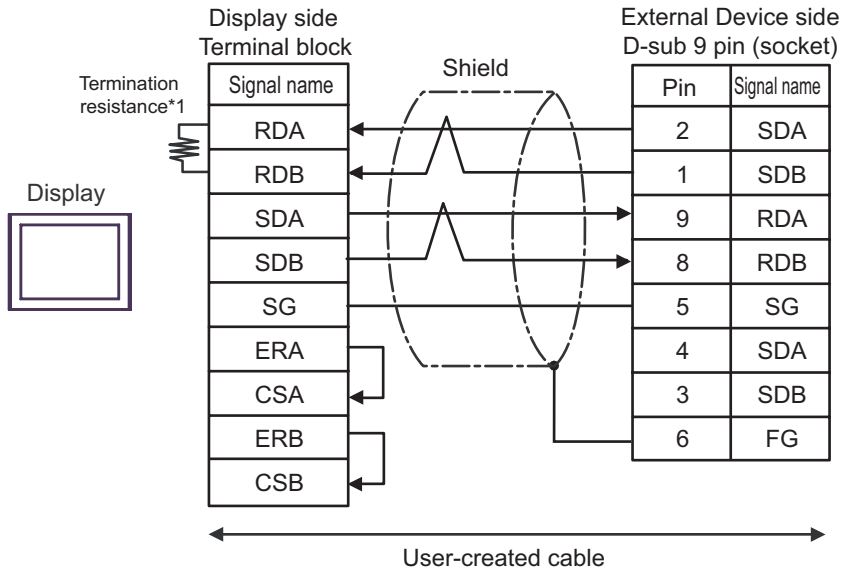 Display side
Terminal block
External Device side
D-sub 9 pin (socket)
Termination
resistance*1
Shield
Display
Signal name
RDA
RDB
SDA
SDB
SG
ERA
CSA
ERB
CSB
Pin Signal name
2 SDA
1 SDB
9 RDA
8 RDB
5 SG
4 SDA
3 SDB
6 FG
User-created cable